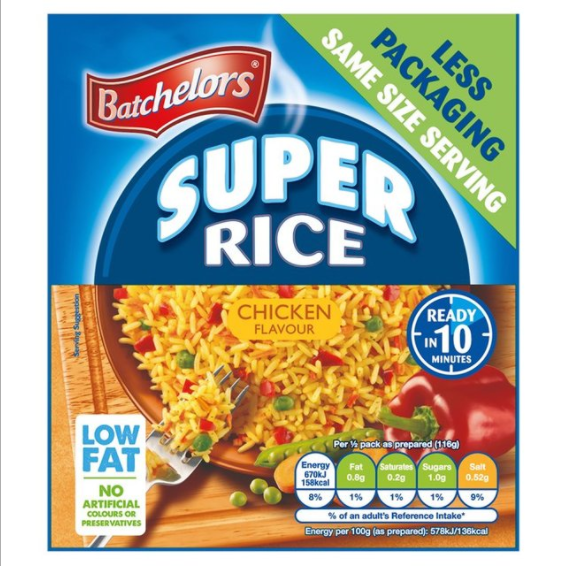 LESS
PACKAGING
SAME SIZE SERVING
Batchelors®
SUPER
RICE
CHICKEN
FLAVOUR
READY
IN 10
MINUTES
Serving Suggestion
LOW
FAT
NO
ARTIFICIAL
COLOURS OR
PRESERVATIVES
Per ½ pack as prepared (116g)
Energy Fat Saturates Sugars Salt
670kJ 0.8g 0.2g 1.0g 0.52g
158kcal
8% 1% 1% 1% 9%
% of an adult's Reference Intake*
Energy per 100g (as prepared): 578kJ/136kcal